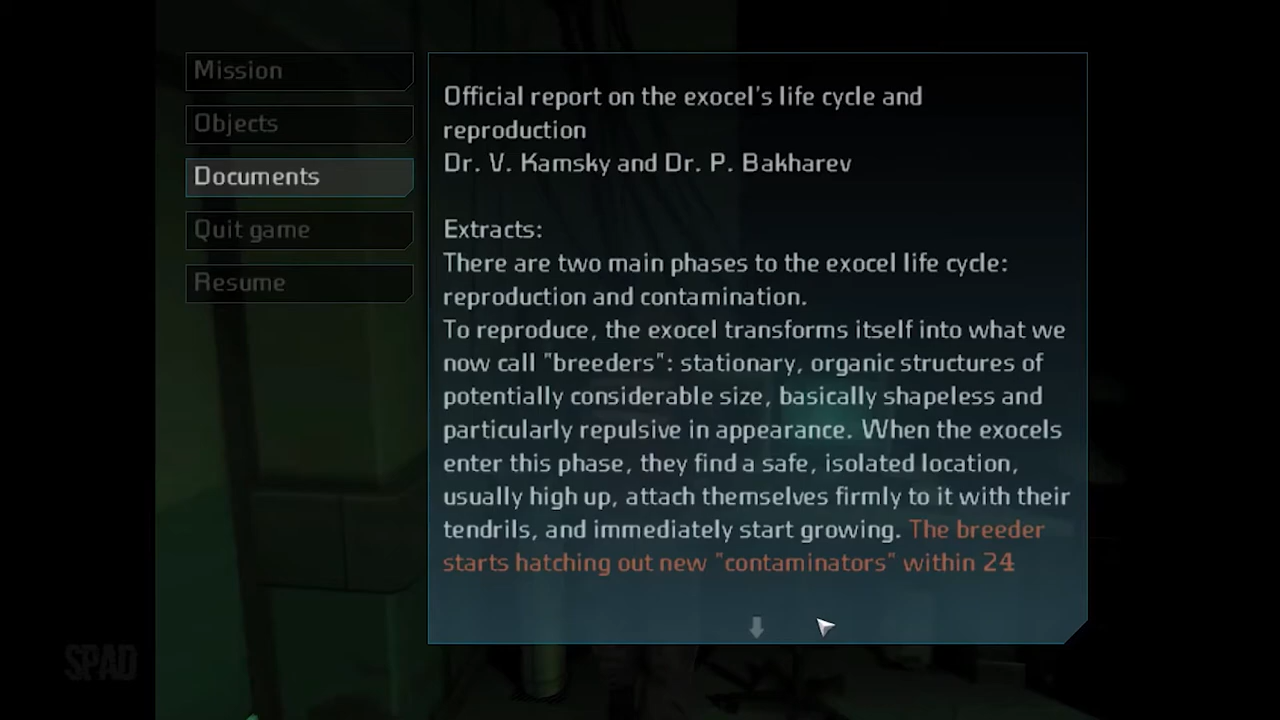 Mission
Objects
Documents
Quit game
Resume
Official report on the exocel's life cycle and
reproduction
Dr. V. Kamsky and Dr. P. Bakharev
Extracts:
There are two main phases to the exocel life cycle:
reproduction and contamination.
To reproduce, the exocel transforms itself into what we
now call "breeders": stationary, organic structures of
potentially considerable size, basically shapeless and
particularly repulsive in appearance. When the exocels
enter this phase, they find a safe, isolated location,
usually high up, attach themselves firmly to it with their
tendrils, and immediately start growing. The breeder
starts hatching out new "contaminators" within 24
SPAD